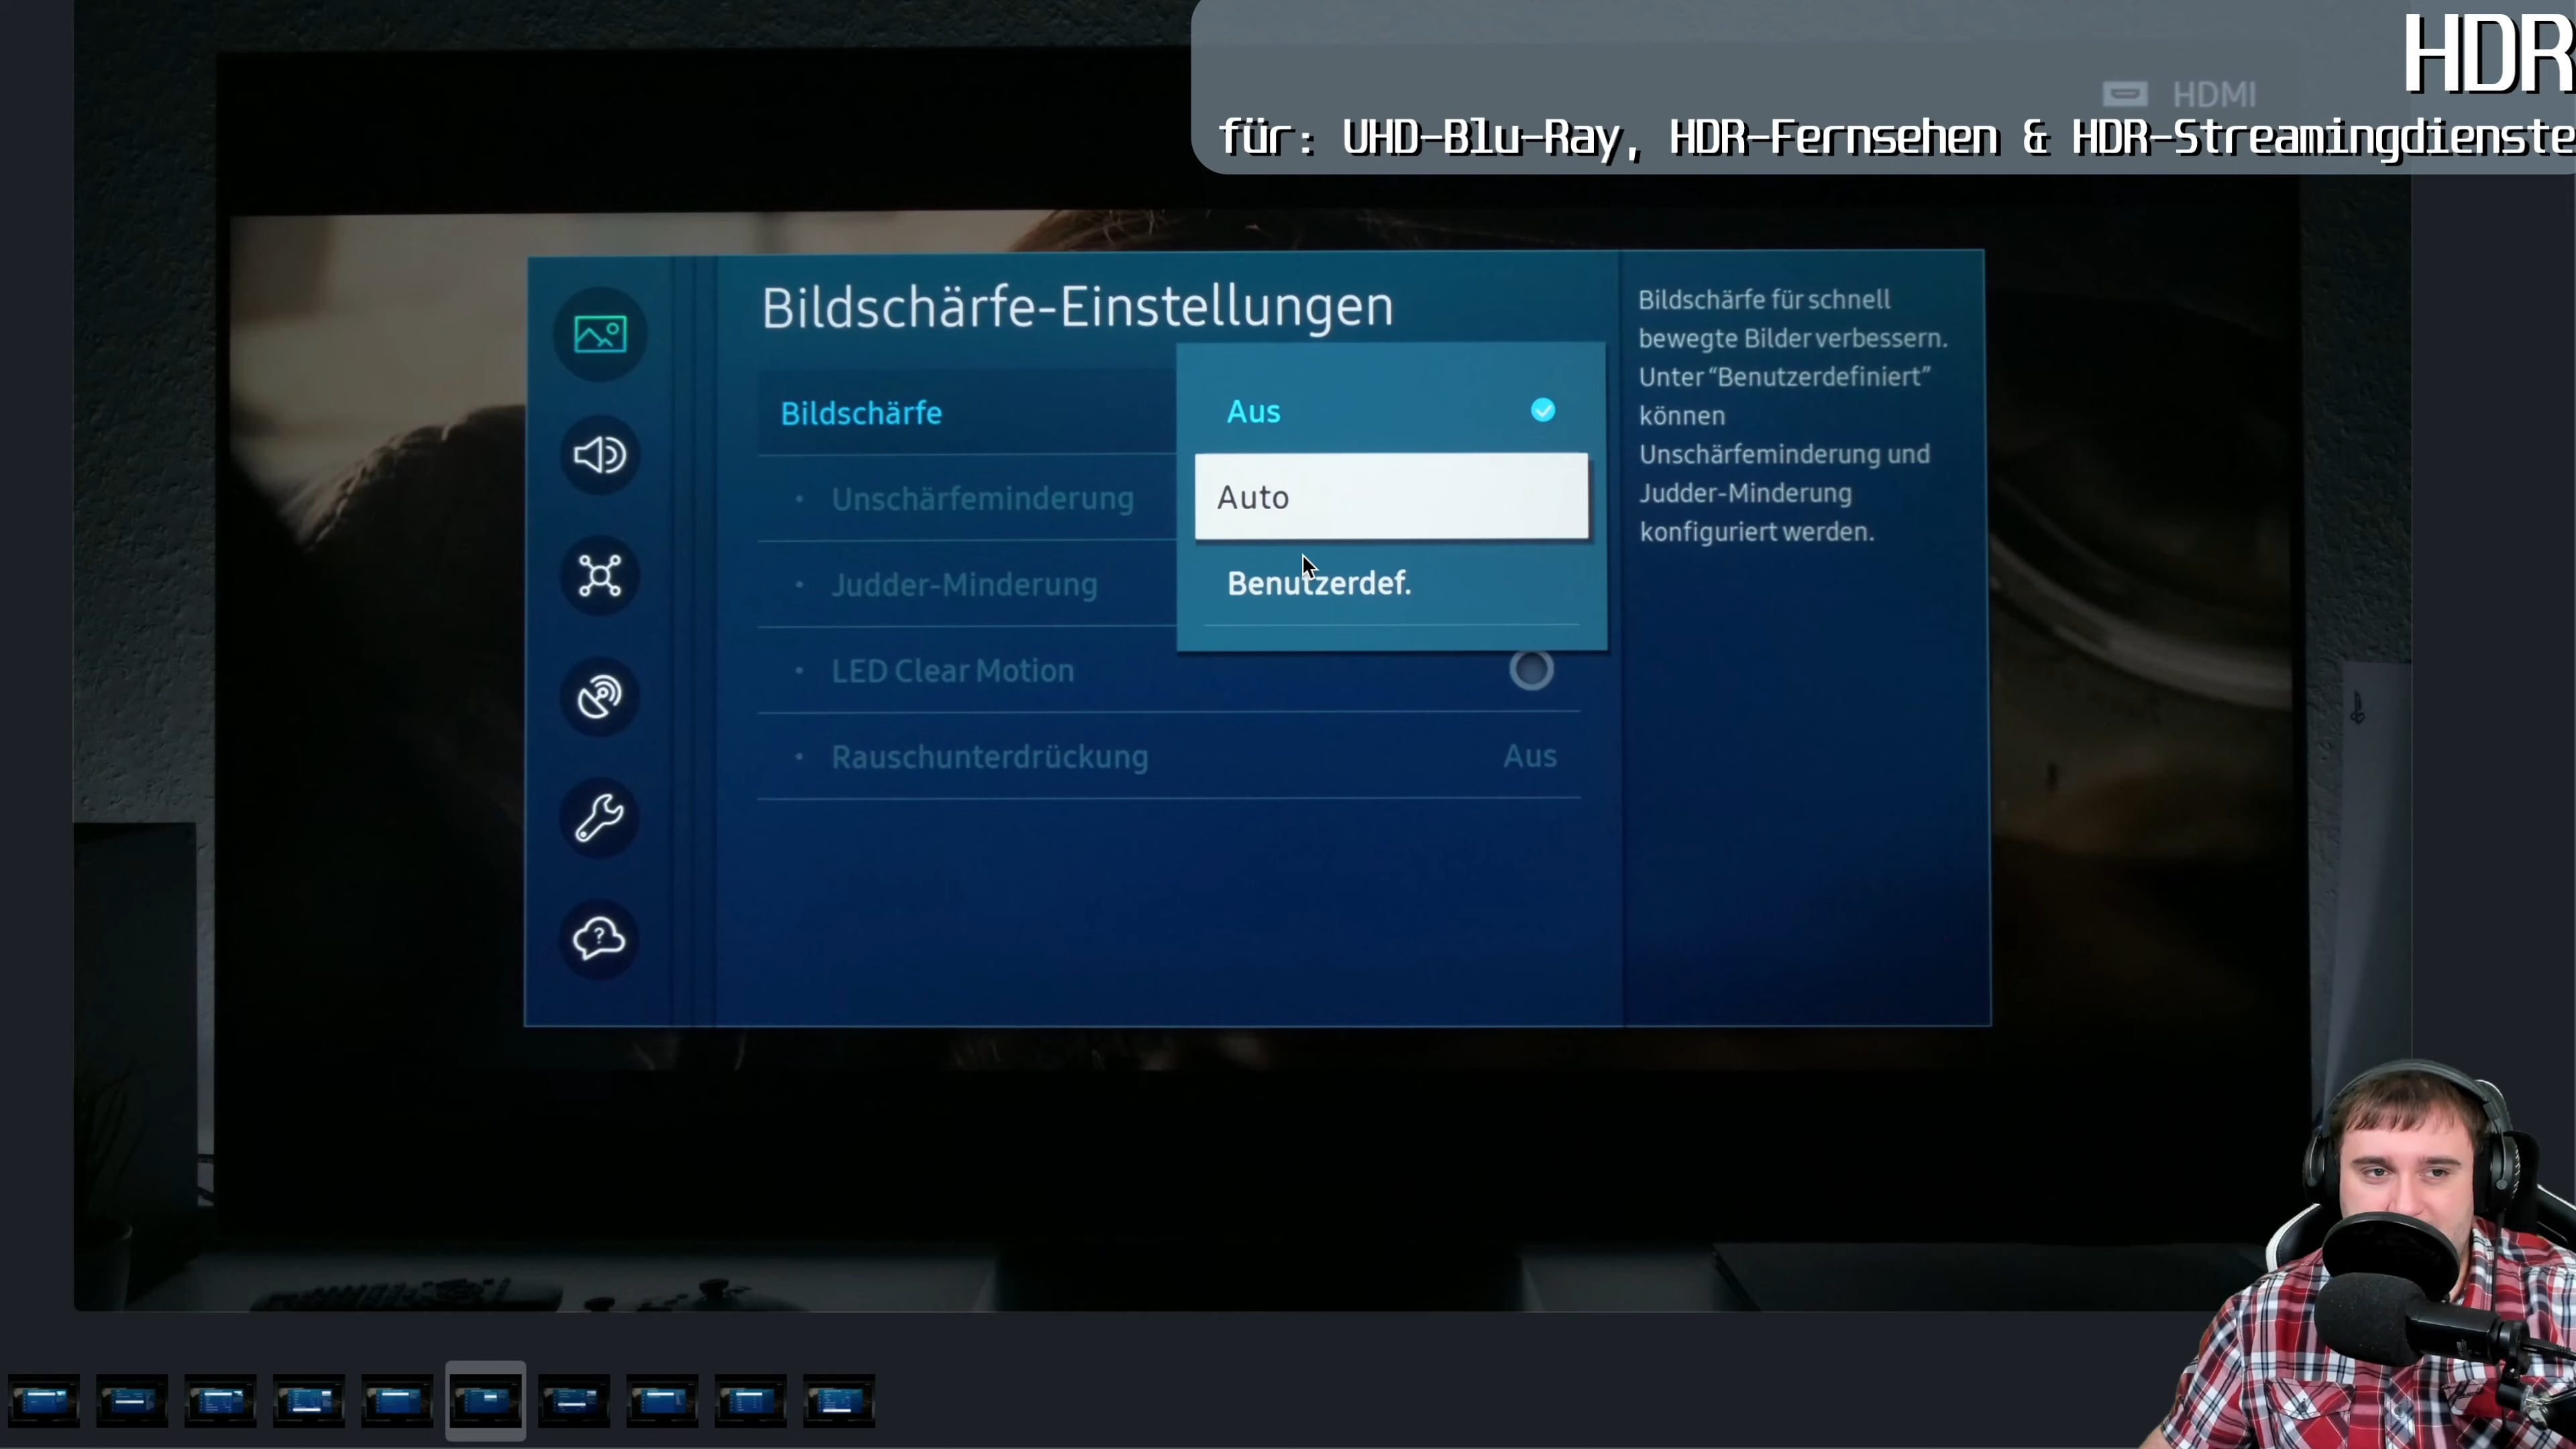 HDR
HDMI
für: UHD-Blu-Ray, HDR-Fernsehen & HDR-Streamingdienste
Bildschärfe-Einstellungen
Bildschärfe
Aus
Auto
Benutzerdef.
Unschärfeminderung
Judder-Minderung
LED Clear Motion
Rauschunterdrückung
Aus
Bildschärfe für schnell
bewegte Bilder verbessern.
Unter “Benutzerdefiniert”
können
Unschärfeminderung und
Judder-Minderung
konfiguriert werden.
?